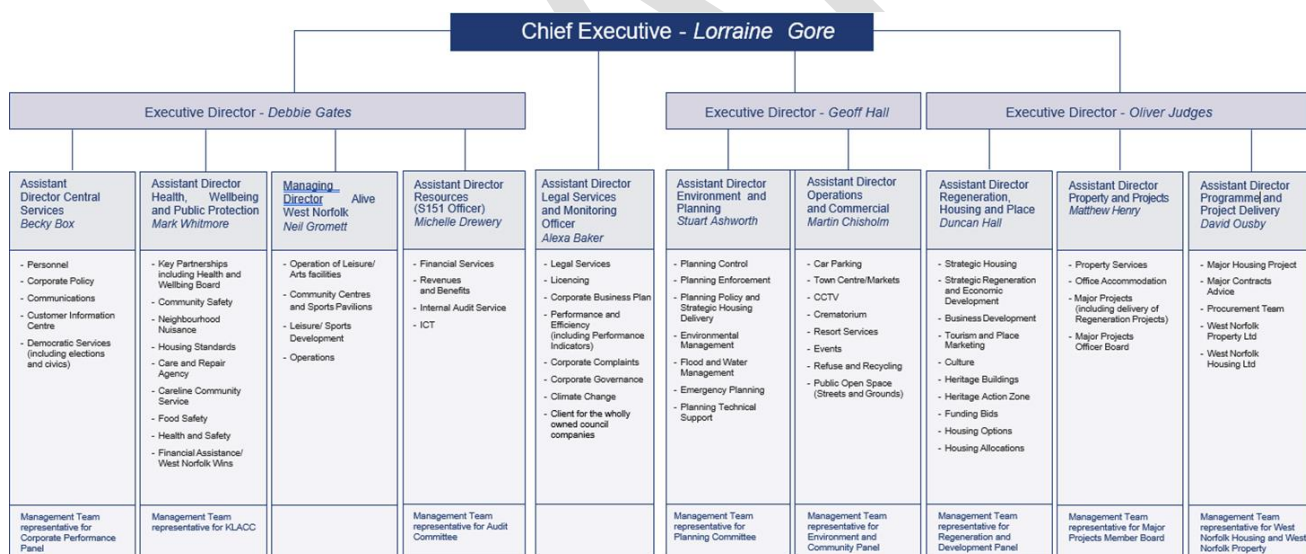 Chief Executive - Lorraine Gore
Executive Director - Debbie Gates
Executive Director - Geoff Hall
Executive Director - Oliver Judges
Assistant
Director Central
Services
Becky Box
- Personnel
- Corporate Policy
- Communications
- Customer Information
Centre
- Democratic Services
(including elections
and civics)
Management Team
representative for
Corporate Performance
Panel
Assistant Director
Health, Wellbeing
and Public Protection
Mark Whitmore
- Key Partnerships
including Health and
Wellbeing Board
- Community Safety
- Neighbourhood
Nuisance
- Housing Standards
- Care and Repair
Agency
- Careline Community
Service
- Food Safety
- Health and Safety
- Financial Assistance/
West Norfolk Wins
Management Team
representative for KLACC
Managing
Director Alive
West Norfolk
Neil Gromett
- Operation of Leisure/
Arts facilities
- Community Centres
and Sports Pavilions
- Leisure/ Sports
Development
- Operations
Assistant Director
Resources
(S151 Officer)
Michelle Drewery
- Financial Services
- Revenues
and Benefits
- Internal Audit Service
- ICT
Management Team
representative for Audit
Committee
Assistant Director
Legal Services
and Monitoring
Officer
Alexa Baker
- Legal Services
- Licencing
- Corporate Business Plan
- Performance and
Efficiency
(including Performance
Indicators)
- Corporate Complaints
- Corporate Governance
- Climate Change
- Client for the wholly
owned council
companies
Assistant Director
Environment and
Planning
Stuart Ashworth
- Planning Control
- Planning Enforcement
- Planning Policy and
Strategic Housing
Delivery
- Environmental
Management
- Flood and Water
Management
- Emergency Planning
- Planning Technical
Support
Management Team
representative for
Planning Committee
Assistant Director
Operations
and Commercial
Martin Chisholm
- Car Parking
- Town Centre/Markets
- CCTV
- Crematorium
- Resort Services
- Events
- Refuse and Recycling
- Public Open Space
(Streets and Grounds)
Management Team
representative for
Environment and
Community Panel
Assistant Director
Regeneration,
Housing and Place
Duncan Hall
- Strategic Housing
- Strategic Regeneration
and Economic
Development
- Business Development
- Tourism and Place
Marketing
- Culture
- Heritage Buildings
- Heritage Action Zone
- Funding Bids
- Housing Options
- Housing Allocations
Management Team
representative for
Regeneration and
Development Panel
Assistant Director
Property and Projects
Matthew Henry
- Property Services
- Office Accommodation
- Major Projects
(including delivery of
Regeneration Projects)
- Major Projects
Officer Board
Management Team
representative for Major
Projects Member Board
Assistant Director
Programme and
Project Delivery
David Ousby
- Major Housing Project
- Major Contracts
Advice
- Procurement Team
- West Norfolk
Property Ltd
- West Norfolk
Housing Ltd
Management Team
representative for West
Norfolk Housing and West
Norfolk Property